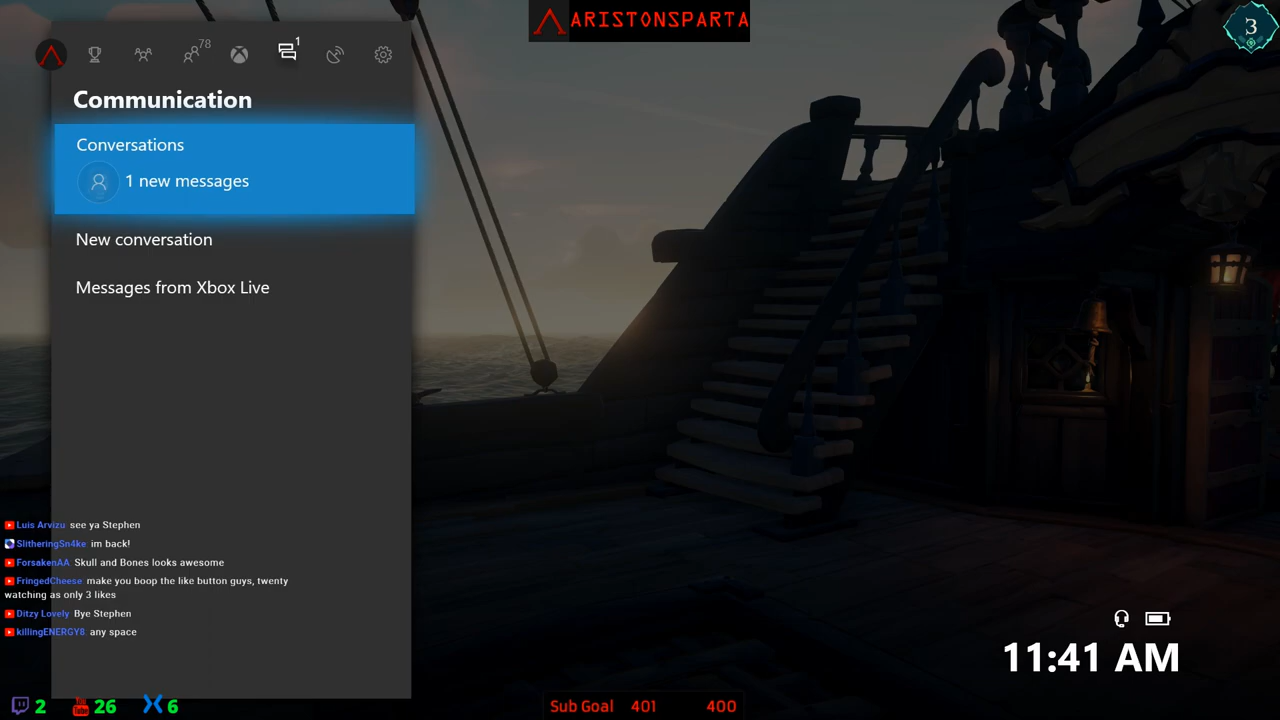 ARISTONSPARTA
3
78
1
Communication
Conversations
1 new messages
New conversation
Messages from Xbox Live
Luis Arvizu see ya Stephen
SlitheringSn4ke im back!
ForsakenAA Skull and Bones looks awesome
FringedCheese make you boop the like button guys, twenty
watching as only 3 likes
Ditzy Lovely Bye Stephen
killingENERGY8 any space
11:41 AM
2 You Tube 26 6
Sub Goal 401 400